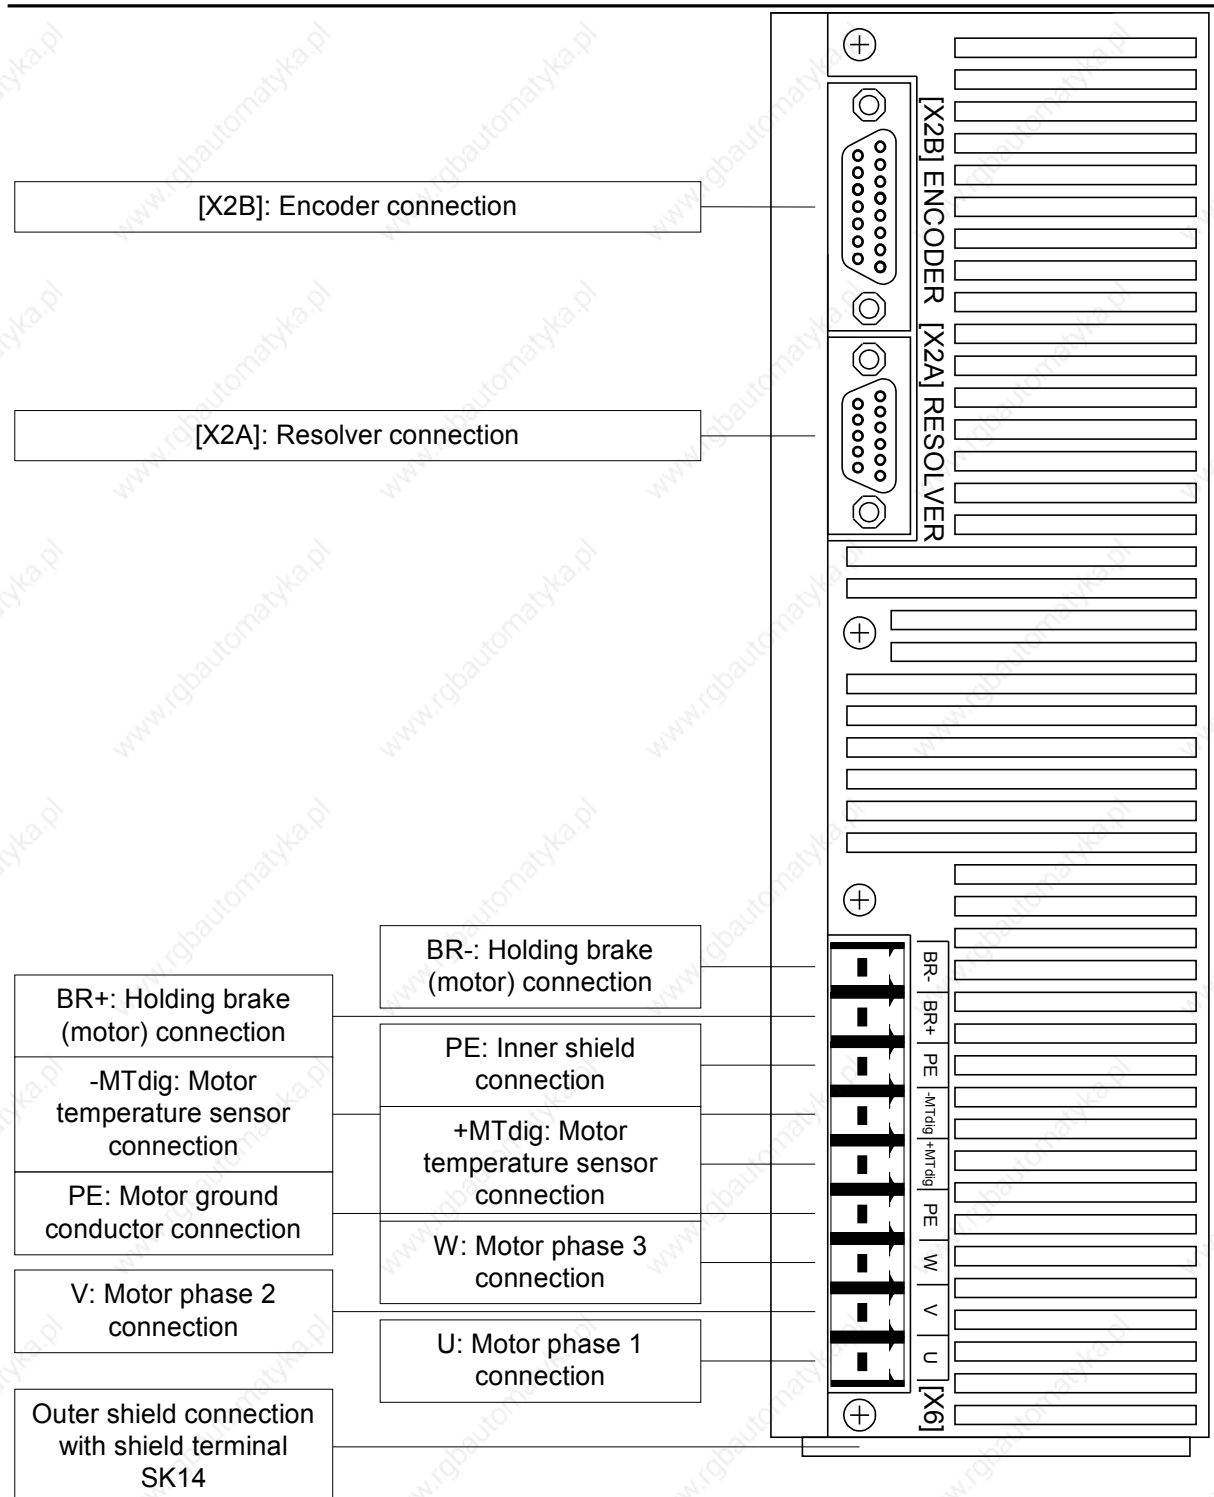 [X2B] ENCODER
[X2B]: Encoder connection
[X2A] RESOLVER
[X2A]: Resolver connection
BR-: Holding brake
(motor) connection
BR+: Holding brake
(motor) connection
PE: Inner shield
connection
-MTdig: Motor
temperature sensor
connection
+MTdig: Motor
temperature sensor
connection
PE: Motor ground
conductor connection
W: Motor phase 3
connection
V: Motor phase 2
connection
U: Motor phase 1
connection
Outer shield connection
with shield terminal
SK14
BR-
BR+
PE
-MTdig
+MTdig
PE
W
V
U
[X6]
www.rgbautomatyka.pl